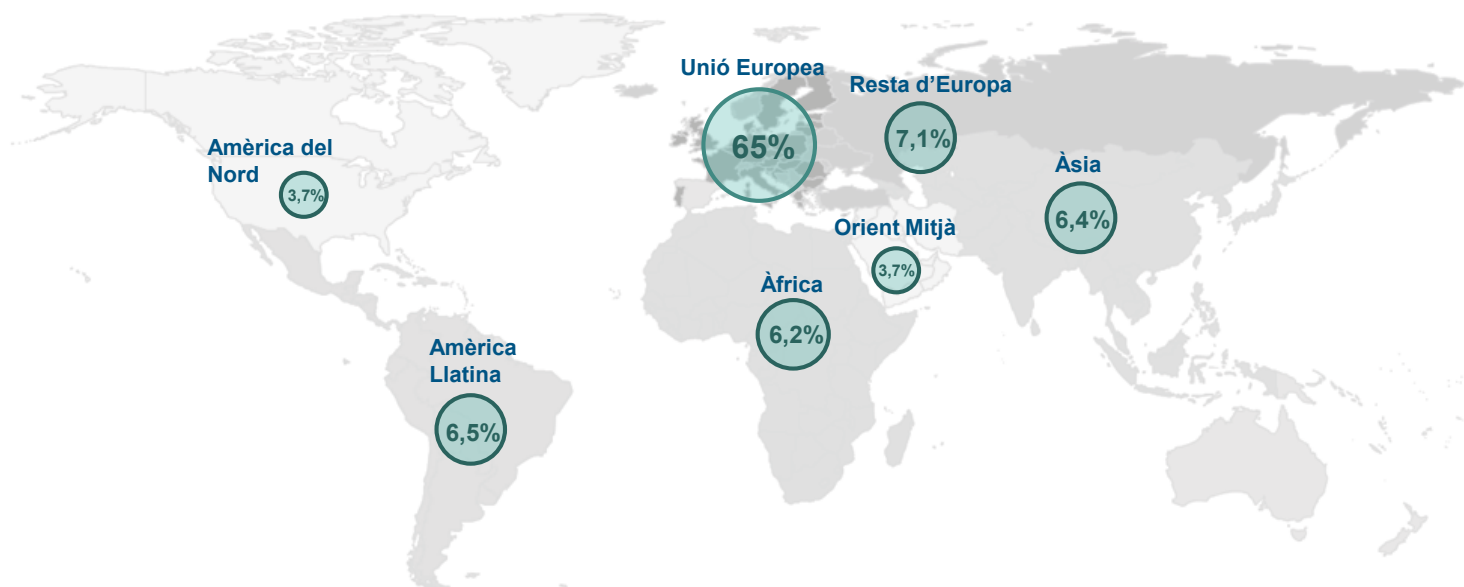 Unió Europea
65%
Resta d’Europa
7,1%
Amèrica del
Nord
3,7%
Àsia
6,4%
Orient Mitjà
3,7%
Àfrica
6,2%
Amèrica
Llatina
6,5%